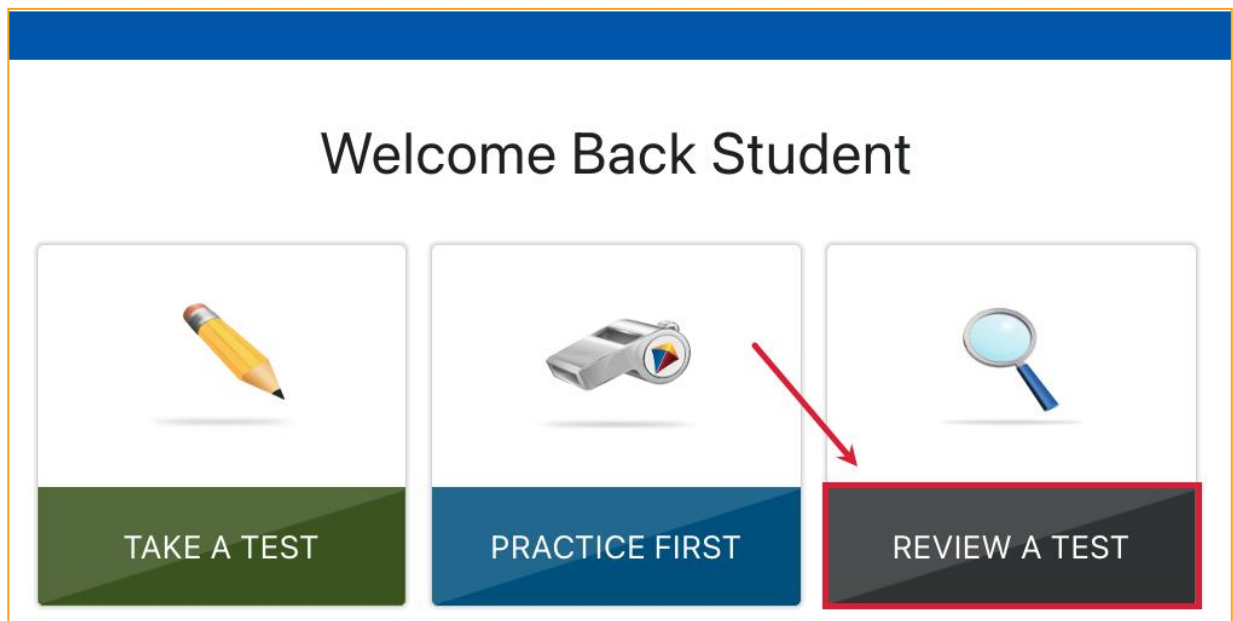 Welcome Back Student
TAKE A TEST
PRACTICE FIRST
REVIEW A TEST